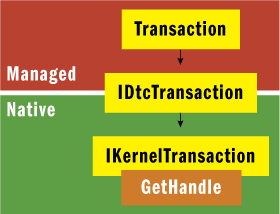 Transaction
Managed
IDtcTransaction
Native
IKernelTransaction
GetHandle